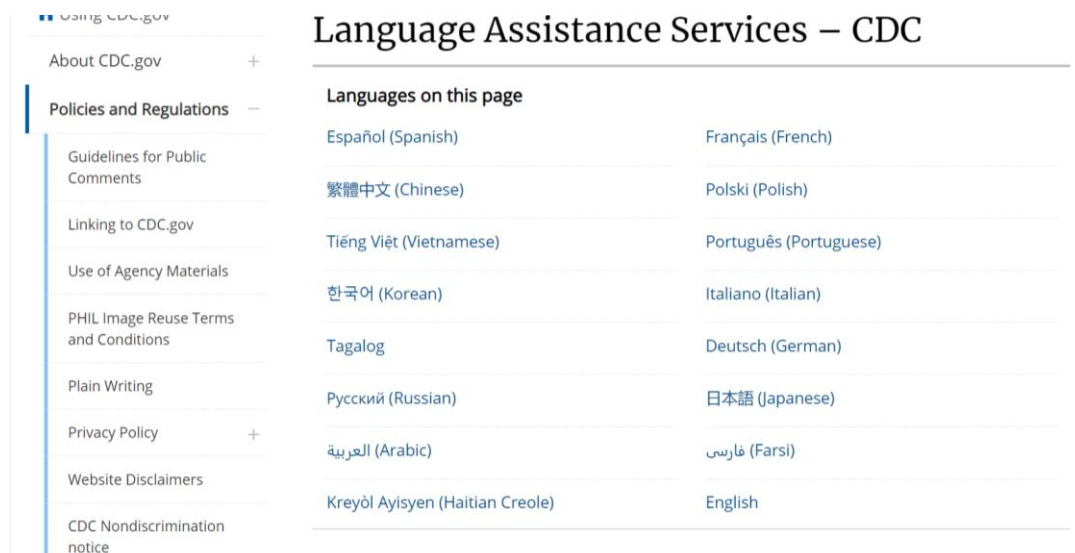 Using CDC.gov
About CDC.gov
Policies and Regulations
Guidelines for Public
Comments
Linking to CDC.gov
Use of Agency Materials
PHIL Image Reuse Terms
and Conditions
Plain Writing
Privacy Policy
Website Disclaimers
CDC Nondiscrimination
notice
Language Assistance Services – CDC
Languages on this page
Español (Spanish)
Français (French)
繁體中文 (Chinese)
Polski (Polish)
Tiếng Việt (Vietnamese)
Português (Portuguese)
한국어 (Korean)
Italiano (Italian)
Tagalog
Deutsch (German)
Русский (Russian)
日本語 (Japanese)
العربية (Arabic)
فارسی (Farsi)
Kreyòl Ayisyen (Haitian Creole)
English